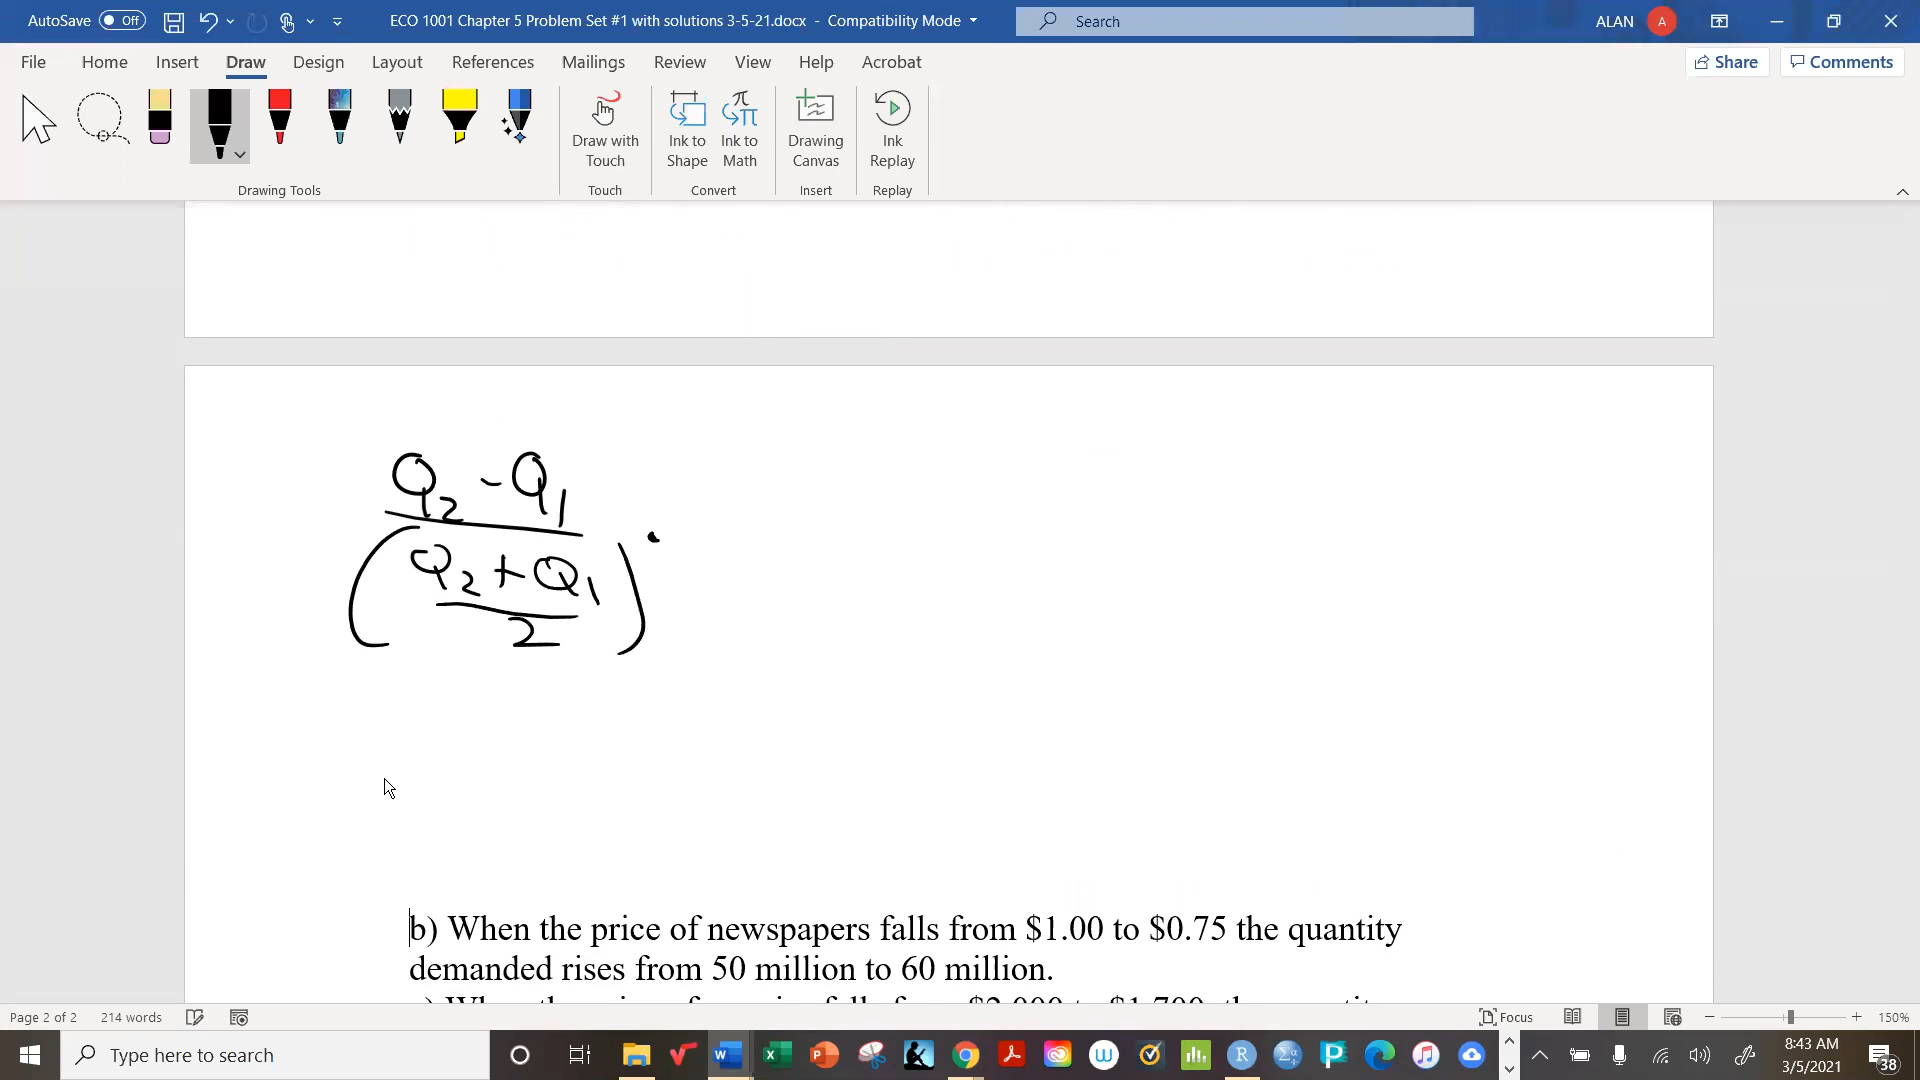 AutoSave Off ECO 1001 Chapter 5 Problem Set #1 with solutions 3-5-21.docx - Compatibility Mode Search ALAN A
File Home Insert Draw Design Layout References Mailings Review View Help Acrobat Share Comments
Draw with Touch
Ink to Shape
Ink to Math
Drawing Canvas
Ink Replay
Drawing Tools Touch Convert Insert Replay
Q2 - Q1
(Q2 + Q1) .
2
b) When the price of newspapers falls from $1.00 to $0.75 the quantity
demanded rises from 50 million to 60 million.
Page 2 of 2 214 words Focus 150%
Type here to search 8:43 AM
3/5/2021 38